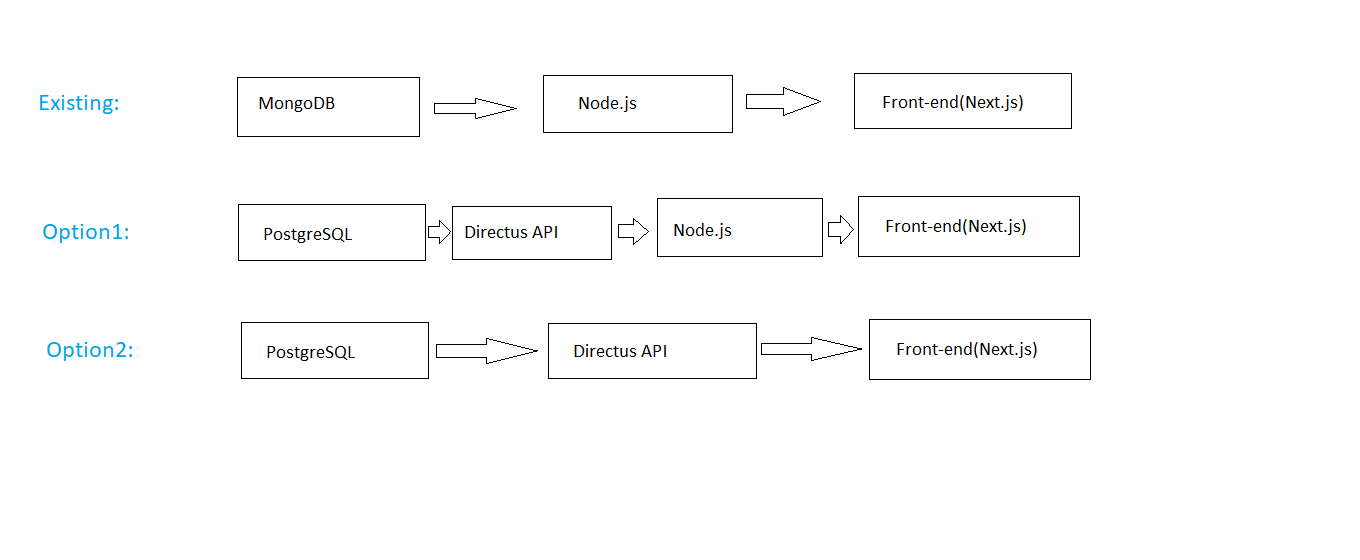 Existing:
MongoDB
Node.js
Front-end(Next.js)
Option1:
PostgreSQL
Directus API
Node.js
Front-end(Next.js)
Option2:
PostgreSQL
Directus API
Front-end(Next.js)